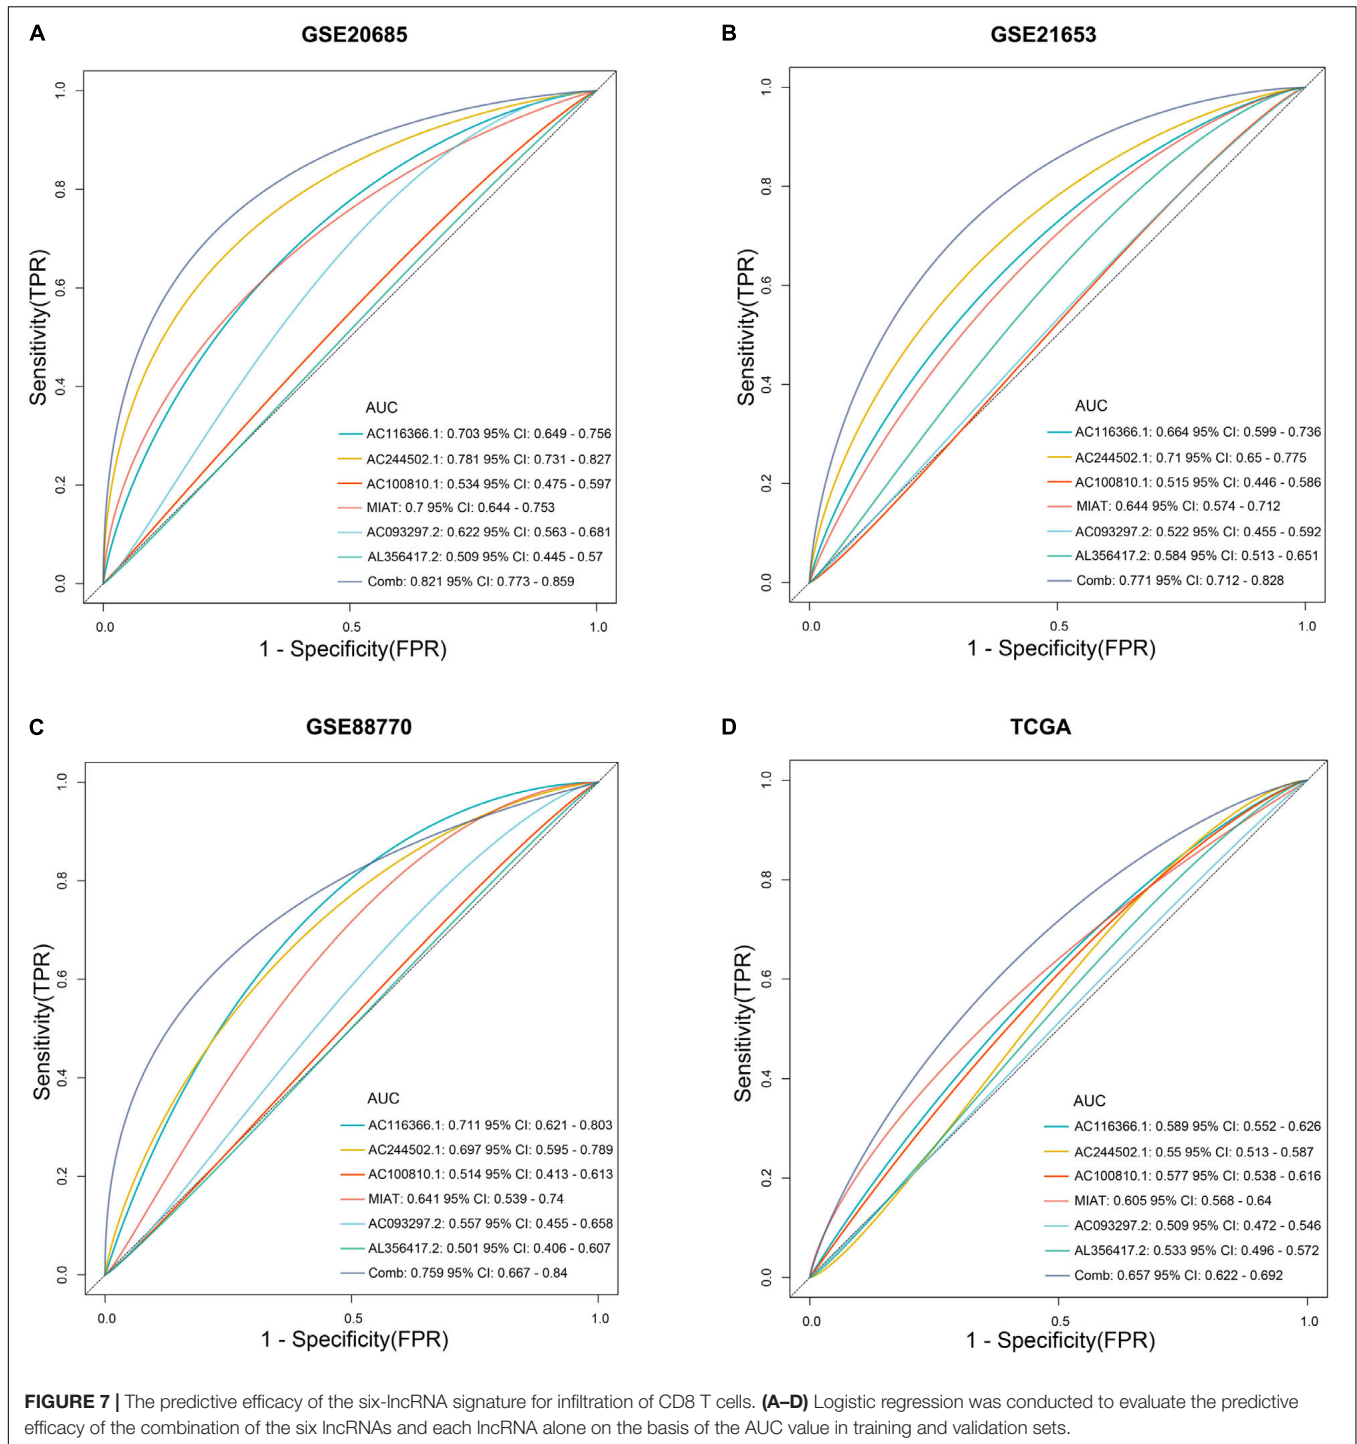 A
GSE20685
Sensitivity(TPR)
1.0
0.8
0.6
0.4
0.2
0.0
AUC
AC116366.1: 0.703 95% CI: 0.649 - 0.756
AC244502.1: 0.781 95% CI: 0.731 - 0.827
AC100810.1: 0.534 95% CI: 0.475 - 0.597
MIAT: 0.7 95% CI: 0.644 - 0.753
AC093297.2: 0.622 95% CI: 0.563 - 0.681
AL356417.2: 0.509 95% CI: 0.445 - 0.57
Comb: 0.821 95% CI: 0.773 - 0.859
0.0 0.5 1.0
1 - Specificity(FPR)
B
GSE21653
Sensitivity(TPR)
1.0
0.8
0.6
0.4
0.2
0.0
AUC
AC116366.1: 0.664 95% CI: 0.599 - 0.736
AC244502.1: 0.71 95% CI: 0.65 - 0.775
AC100810.1: 0.515 95% CI: 0.446 - 0.586
MIAT: 0.644 95% CI: 0.574 - 0.712
AC093297.2: 0.522 95% CI: 0.455 - 0.592
AL356417.2: 0.584 95% CI: 0.513 - 0.651
Comb: 0.771 95% CI: 0.712 - 0.828
0.0 0.5 1.0
1 - Specificity(FPR)
C
GSE88770
Sensitivity(TPR)
1.0
0.8
0.6
0.4
0.2
0.0
AUC
AC116366.1: 0.711 95% CI: 0.621 - 0.803
AC244502.1: 0.697 95% CI: 0.595 - 0.789
AC100810.1: 0.514 95% CI: 0.413 - 0.613
MIAT: 0.641 95% CI: 0.539 - 0.74
AC093297.2: 0.557 95% CI: 0.455 - 0.658
AL356417.2: 0.501 95% CI: 0.406 - 0.607
Comb: 0.759 95% CI: 0.667 - 0.84
0.0 0.5 1.0
1 - Specificity(FPR)
D
TCGA
Sensitivity(TPR)
1.0
0.8
0.6
0.4
0.2
0.0
AUC
AC116366.1: 0.589 95% CI: 0.552 - 0.626
AC244502.1: 0.55 95% CI: 0.513 - 0.587
AC100810.1: 0.577 95% CI: 0.538 - 0.616
MIAT: 0.605 95% CI: 0.568 - 0.64
AC093297.2: 0.509 95% CI: 0.472 - 0.546
AL356417.2: 0.533 95% CI: 0.496 - 0.572
Comb: 0.657 95% CI: 0.622 - 0.692
0.0 0.5 1.0
1 - Specificity(FPR)
FIGURE 7 | The predictive efficacy of the six-lncRNA signature for infiltration of CD8 T cells. (A–D) Logistic regression was conducted to evaluate the predictive
efficacy of the combination of the six lncRNAs and each lncRNA alone on the basis of the AUC value in training and validation sets.